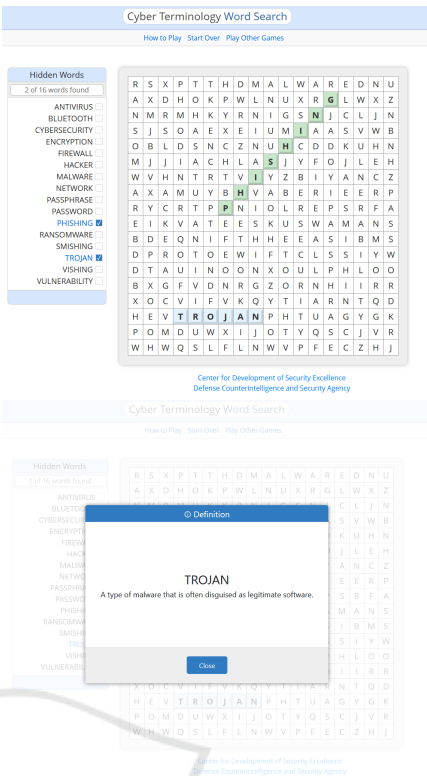 Cyber Terminology Word Search
How to Play Start Over Play Other Games
Hidden Words
2 of 16 words found
ANTIVIRUS
BLUETOOTH
CYBERSECURITY
ENCRYPTION
FIREWALL
HACKER
MALWARE
NETWORK
PASSPHRASE
PASSWORD
PHISHING
RANSOMWARE
SMISHING
TROJAN
VISHING
VULNERABILITY
R S X P T T H D M A L W A R E D N U
A X D H O K P W L N U X R G L W X Z
N M R M H K Y R N I G S N J C L J N
S J S O A E X E I U M I A A S V W B
O B L D S N C Z N U H C D D K U H N
M J J I A C H L A S J Y F O J L E H
W V H N T R T V I Y Z B I Y A N C Z
A X A M U Y B H V A B E R I E E R P
R Y C R T P P N I O L R E P S R F A
E I K V A T E E S K U S W A M A N S
B D E Q N I F T H H E E A S I B M S
D P R O T O E W I F T C L S S I Y W
D T A U I N O O N X O U L P H L O O
B X G F V D N R G Z O R N H I I R R
X O C V I F V K Q Y T I A R N T Q D
H E V T R O J A N P H T U A G Y G K
P O M D U W X I J O T Y Q S C J V R
W H W Q S L F L N W V P F E C Z H J
Center for Development of Security Excellence
Defense Counterintelligence and Security Agency
Cyber Terminology Word Search
How to Play Start Over Play Other Games
Hidden Words
1 of 16 words found
R S X P T T H D M A L W A R E D N U
A X D H O K P W L N U X R G L W X Z
ANTIVIRUS
Definition
TROJAN
A type of malware that is often disguised as legitimate software.
Close
H E V T R O J A N P H T U A G Y G K
P O M D U W X I J O T Y Q S C J V R
W H W Q S L F L N W V P F E C Z H J
Center for Development of Security Excellence
Defense Counterintelligence and Security Agency